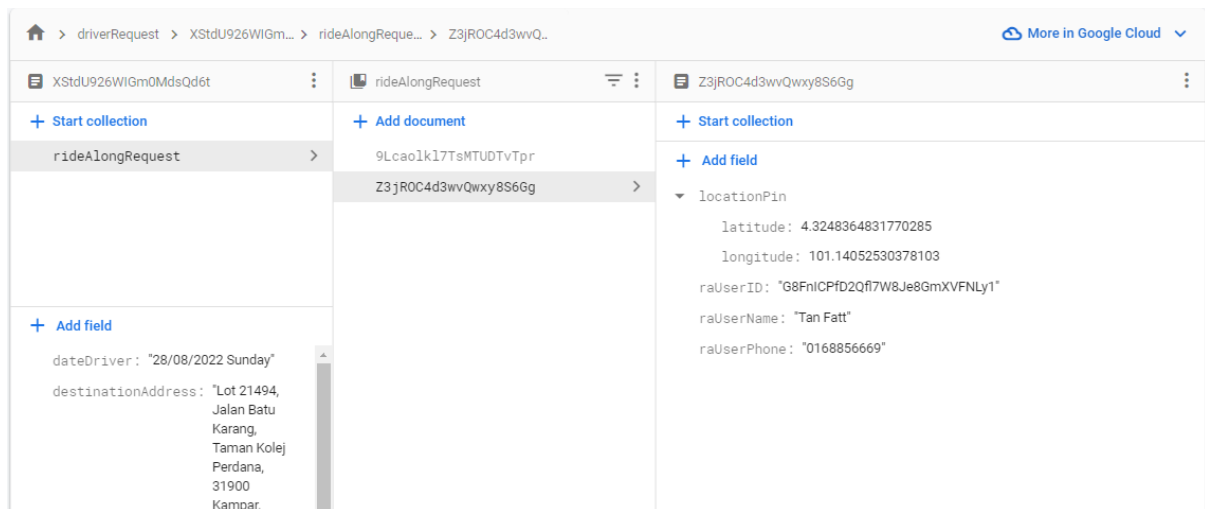 driverRequest > XStdU926WIGm... > rideAlongReque... > Z3jROC4d3wvQ..
More in Google Cloud
XStdU926WIGm0MdsQd6t
+ Start collection
rideAlongRequest
+ Add field
dateDriver: "28/08/2022 Sunday"
destinationAddress: "Lot 21494,
Jalan Batu
Karang,
Taman Kolej
Perdana,
31900
Kampar,
rideAlongRequest
+ Add document
9Lcaolkl7TsMTUDTvTpr
Z3jROC4d3wvQwxy8S6Gg
Z3jROC4d3wvQwxy8S6Gg
+ Start collection
+ Add field
locationPin
latitude: 4.3248364831770285
longitude: 101.14052530378103
raUserID: "G8FnICPfD2Qfl7W8Je8GmXVFNLy1"
raUserName: "Tan Fatt"
raUserPhone: "0168856669"